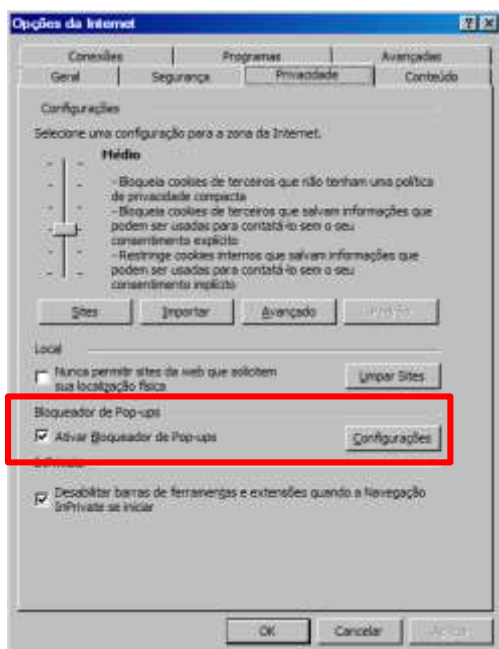 Opções da Internet
Conexões Programas Avançadas
Geral Segurança Privacidade Conteúdo
Configurações
Selecione uma configuração para a zona da Internet.
Médio
- Bloqueia cookies de terceiros que não tenham uma política
de privacidade compacta
- Bloqueia cookies de terceiros que salvam informações que
podem ser usadas para contatá-lo sem o seu
consentimento explícito
- Restringe cookies internos que salvam informações que
podem ser usadas para contatá-lo sem o seu
consentimento implícito
Sites Importar Avançado Padrão
Local
Nunca permitir sites da web que solicitem
sua localização física
Limpar Sites
Bloqueador de Pop-ups
Ativar Bloqueador de Pop-ups Configurações
InPrivate
Desabilitar barras de ferramentas e extensões quando a Navegação
InPrivate se iniciar
OK Cancelar Aplicar